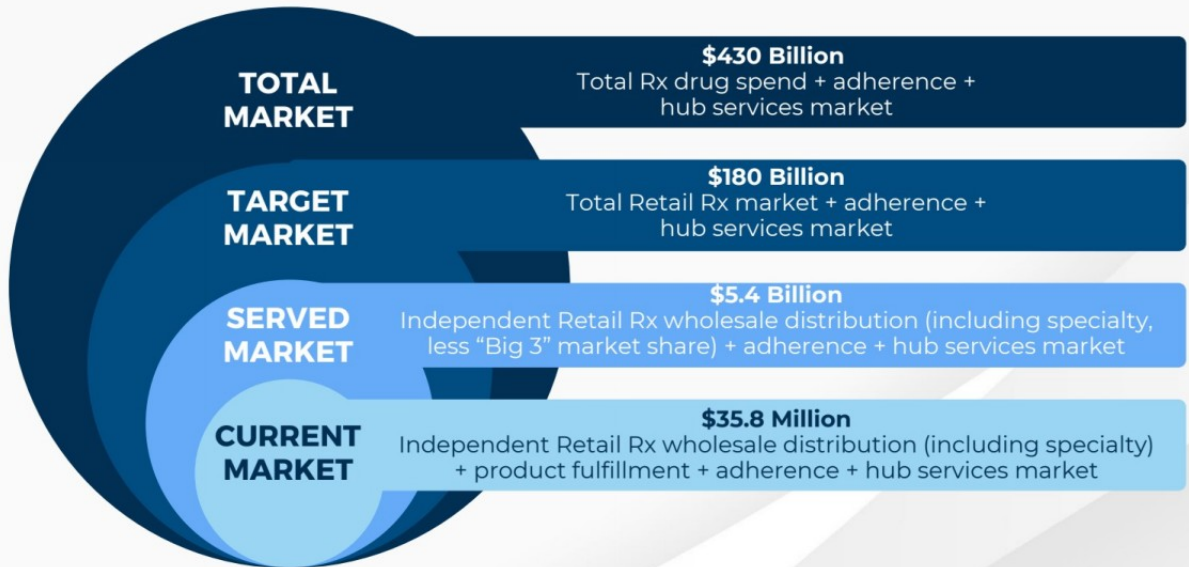 TOTAL
MARKET
$430 Billion
Total Rx drug spend + adherence +
hub services market
TARGET
MARKET
$180 Billion
Total Retail Rx market + adherence +
hub services market
SERVED
MARKET
$5.4 Billion
Independent Retail Rx wholesale distribution (including specialty,
less “Big 3” market share) + adherence + hub services market
CURRENT
MARKET
$35.8 Million
Independent Retail Rx wholesale distribution (including specialty)
+ product fulfillment + adherence + hub services market